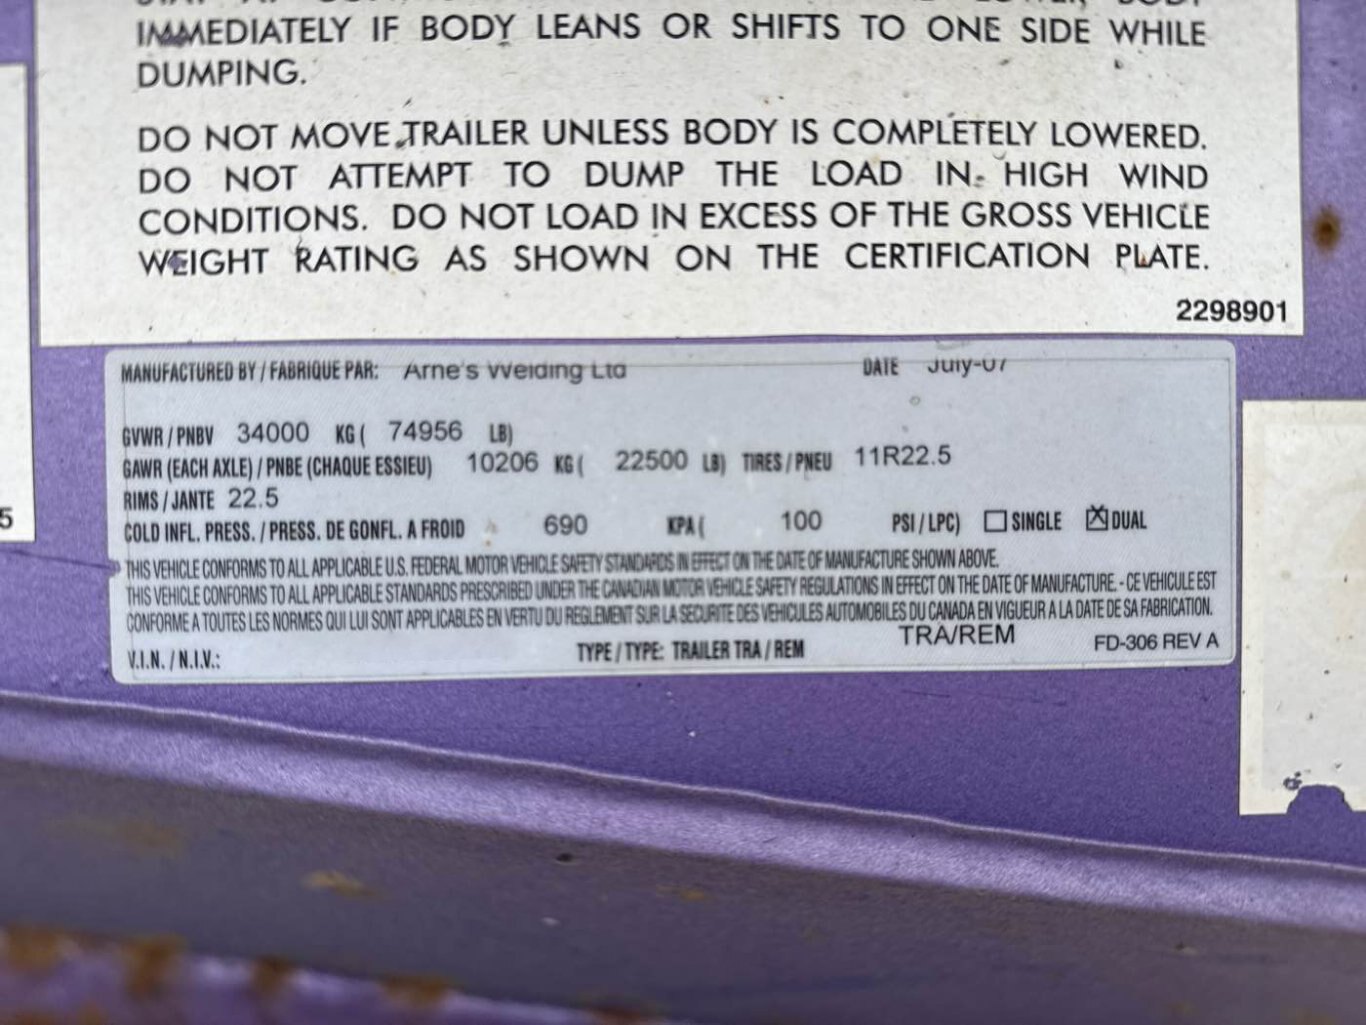 IMMEDIATELY IF BODY LEANS OR SHIFTS TO ONE SIDE WHILE
DUMPING.
DO NOT MOVE TRAILER UNLESS BODY IS COMPLETELY LOWERED.
DO NOT ATTEMPT TO DUMP THE LOAD IN HIGH WIND
CONDITIONS. DO NOT LOAD IN EXCESS OF THE GROSS VEHICLE
WEIGHT RATING AS SHOWN ON THE CERTIFICATION PLATE.
2298901
5
MANUFACTURED BY / FABRIQUE PAR: Arne's Welding Ltd DATE July-07
GVWR / PNBV 34000 KG ( 74956 LB)
GAWR (EACH AXLE) / PNBE (CHAQUE ESSIEU) 10206 KG ( 22500 LB) TIRES / PNEU 11R22.5
RIMS / JANTE 22.5
COLD INFL. PRESS. / PRESS. DE GONFL. A FROID 690 KPA ( 100 PSI / LPC) ☐ SINGLE ☒ DUAL
THIS VEHICLE CONFORMS TO ALL APPLICABLE U.S. FEDERAL MOTOR VEHICLE SAFETY STANDARDS IN EFFECT ON THE DATE OF MANUFACTURE SHOWN ABOVE.
THIS VEHICLE CONFORMS TO ALL APPLICABLE STANDARDS PRESCRIBED UNDER THE CANADIAN MOTOR VEHICLE SAFETY REGULATIONS IN EFFECT ON THE DATE OF MANUFACTURE. - CE VEHICULE EST
CONFORME A TOUTES LES NORMES QUI LUI SONT APPLICABLES EN VERTU DU REGLEMENT SUR LA SECURITE DES VEHICULES AUTOMOBILES DU CANADA EN VIGUEUR A LA DATE DE SA FABRICATION.
V.I.N. / N.I.V.: TYPE / TYPE: TRAILER TRA / REM TRA/REM FD-306 REV A